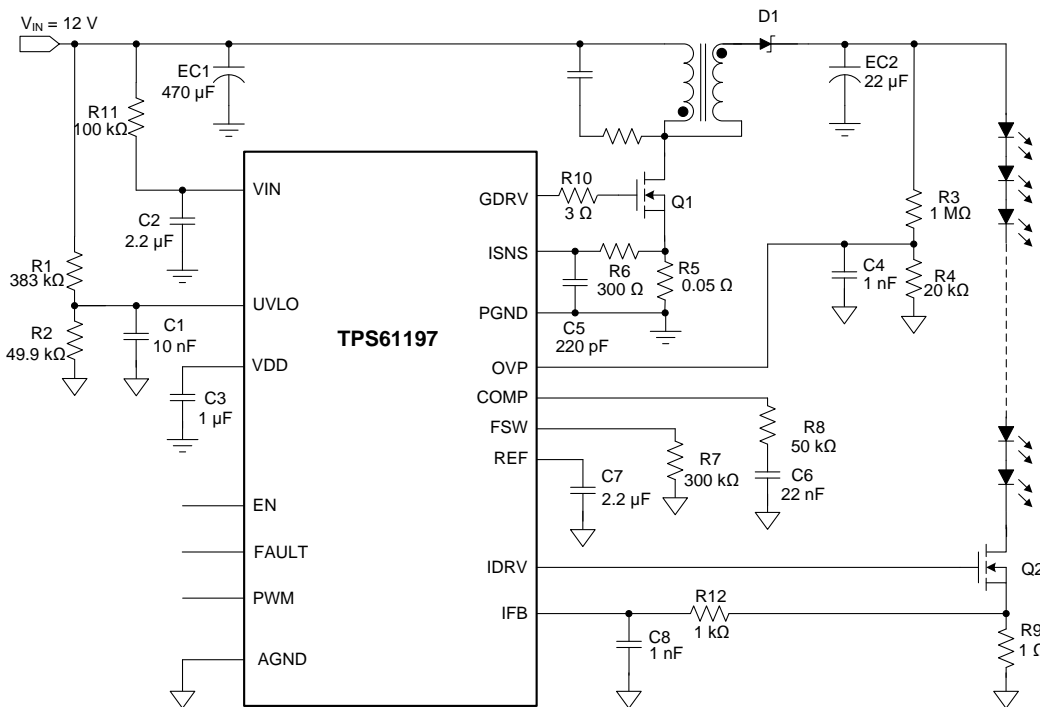 V_IN = 12 V
D1
EC1
470 µF
EC2
22 µF
R11
100 kΩ
VIN
C2
2.2 µF
GDRV
R10
3 Ω
Q1
R3
1 MΩ
ISNS
R6
300 Ω
R5
0.05 Ω
C4
1 nF
R4
20 kΩ
R1
383 kΩ
UVLO
PGND
C5
220 pF
R2
49.9 kΩ
C1
10 nF
TPS61197
VDD
OVP
C3
1 µF
COMP
FSW
REF
R8
50 kΩ
R7
300 kΩ
C6
22 nF
C7
2.2 µF
EN
FAULT
IDRV
Q2
PWM
IFB
R12
1 kΩ
C8
1 nF
R9
1 Ω
AGND